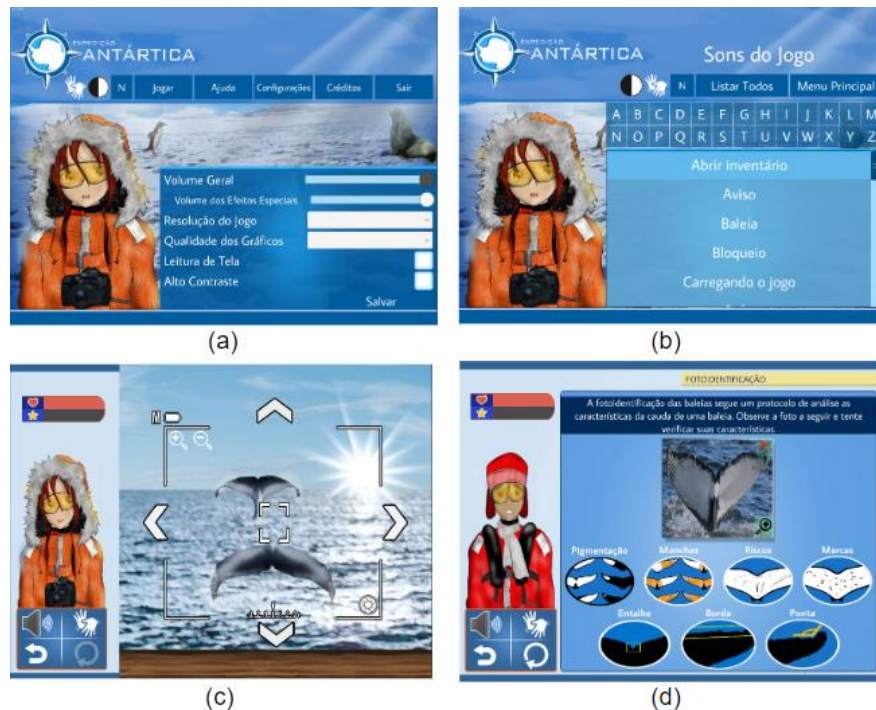 EXPEDIÇÃO
ANTÁRTICA
N Jogar Ajuda Configurações Créditos Sair
Volume Geral
Volume dos Efeitos Especiais
Resolução do Jogo
Qualidade dos Gráficos
Leitura de Tela
Alto Contraste
Salvar
(a)
EXPEDIÇÃO
ANTÁRTICA
Sons do Jogo
N Listar Todos Menu Principal
A B C D E F G H I J K L M
N O P Q R S T U V W X Y Z
Abrir inventário
Aviso
Baleia
Bloqueio
Carregando o jogo
(b)
N
(c)
FOTOIDENTIFICAÇÃO
A fotoidentificação das baleias segue um protocolo de análise as
características da cauda de uma baleia. Observe a foto a seguir e tente
verificar suas características.
Pigmentação Manchas Riscos Marcas
Entalhe Borda Ponta
(d)